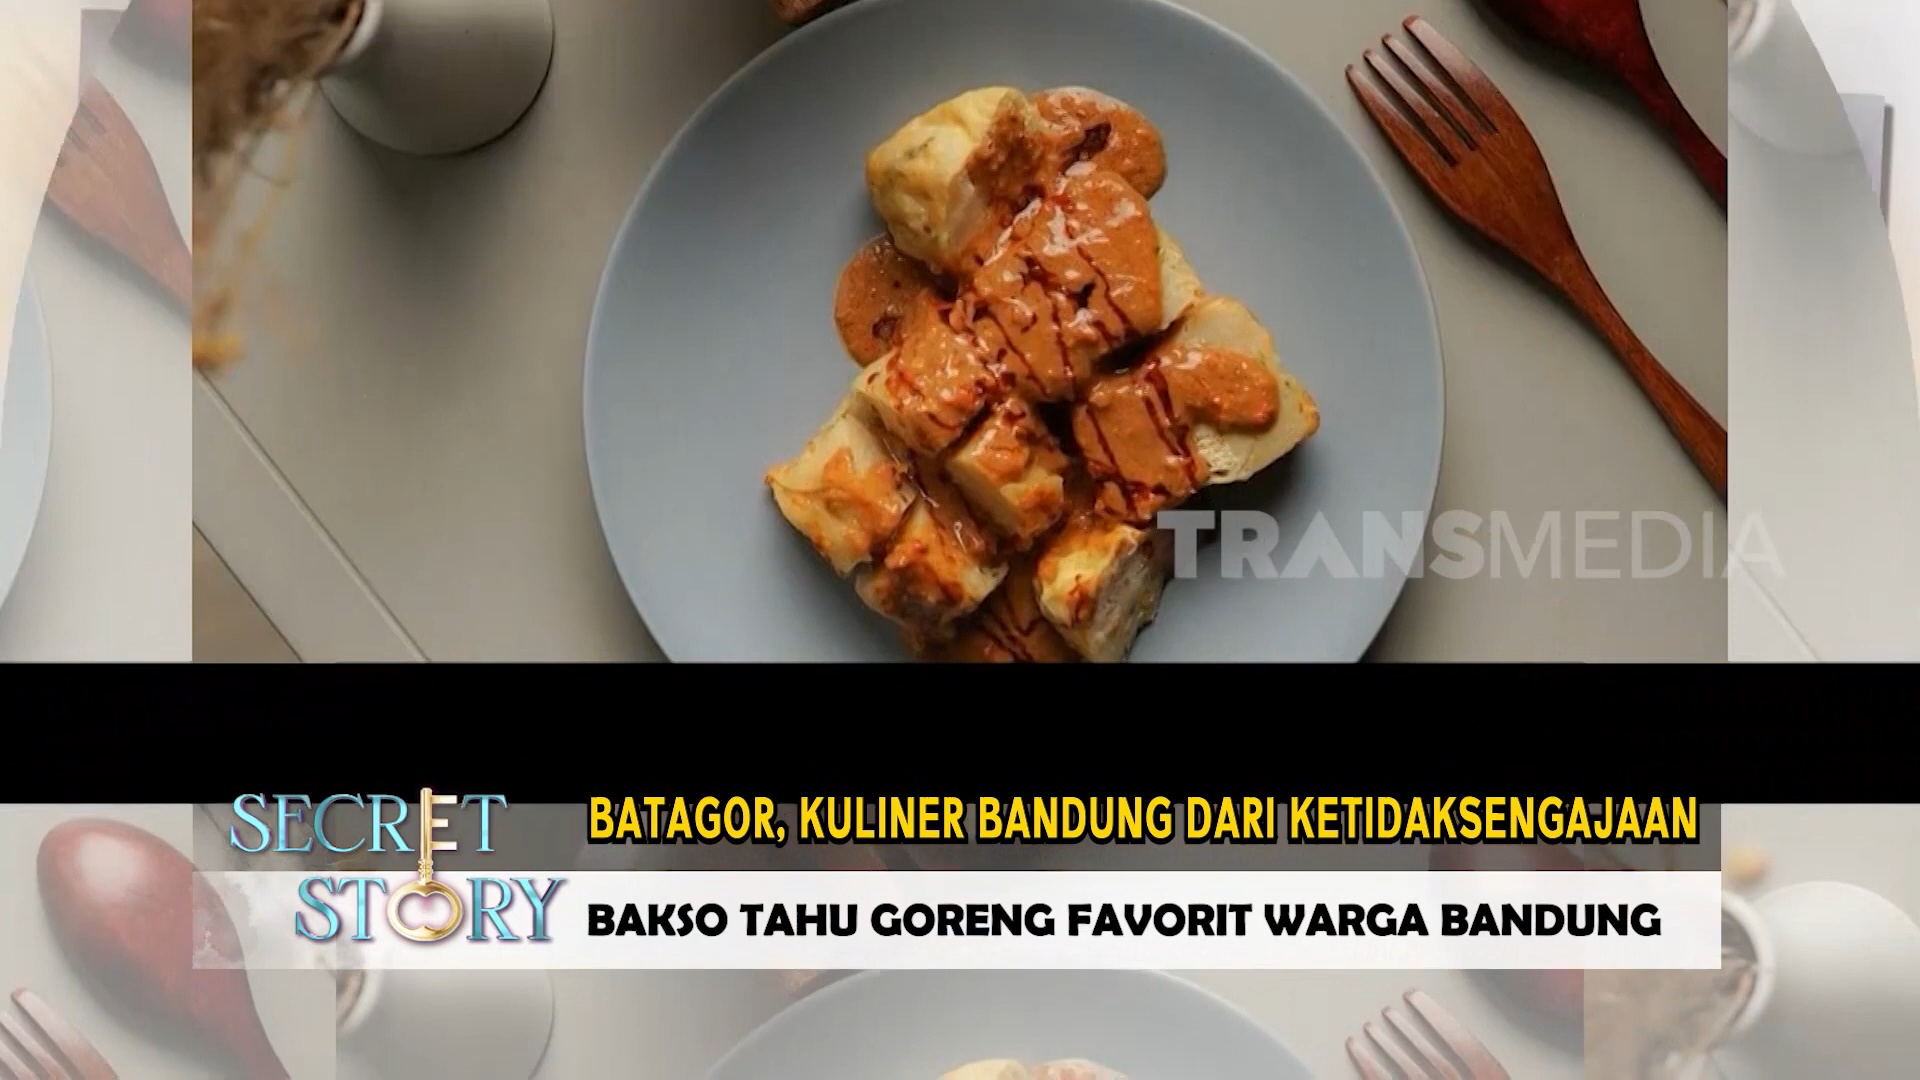 TRANSMEDIA
SECRET
STORY
BATAGOR, KULINER BANDUNG DARI KETIDAKSENGAJAAN
BAKSO TAHU GORENG FAVORIT WARGA BANDUNG